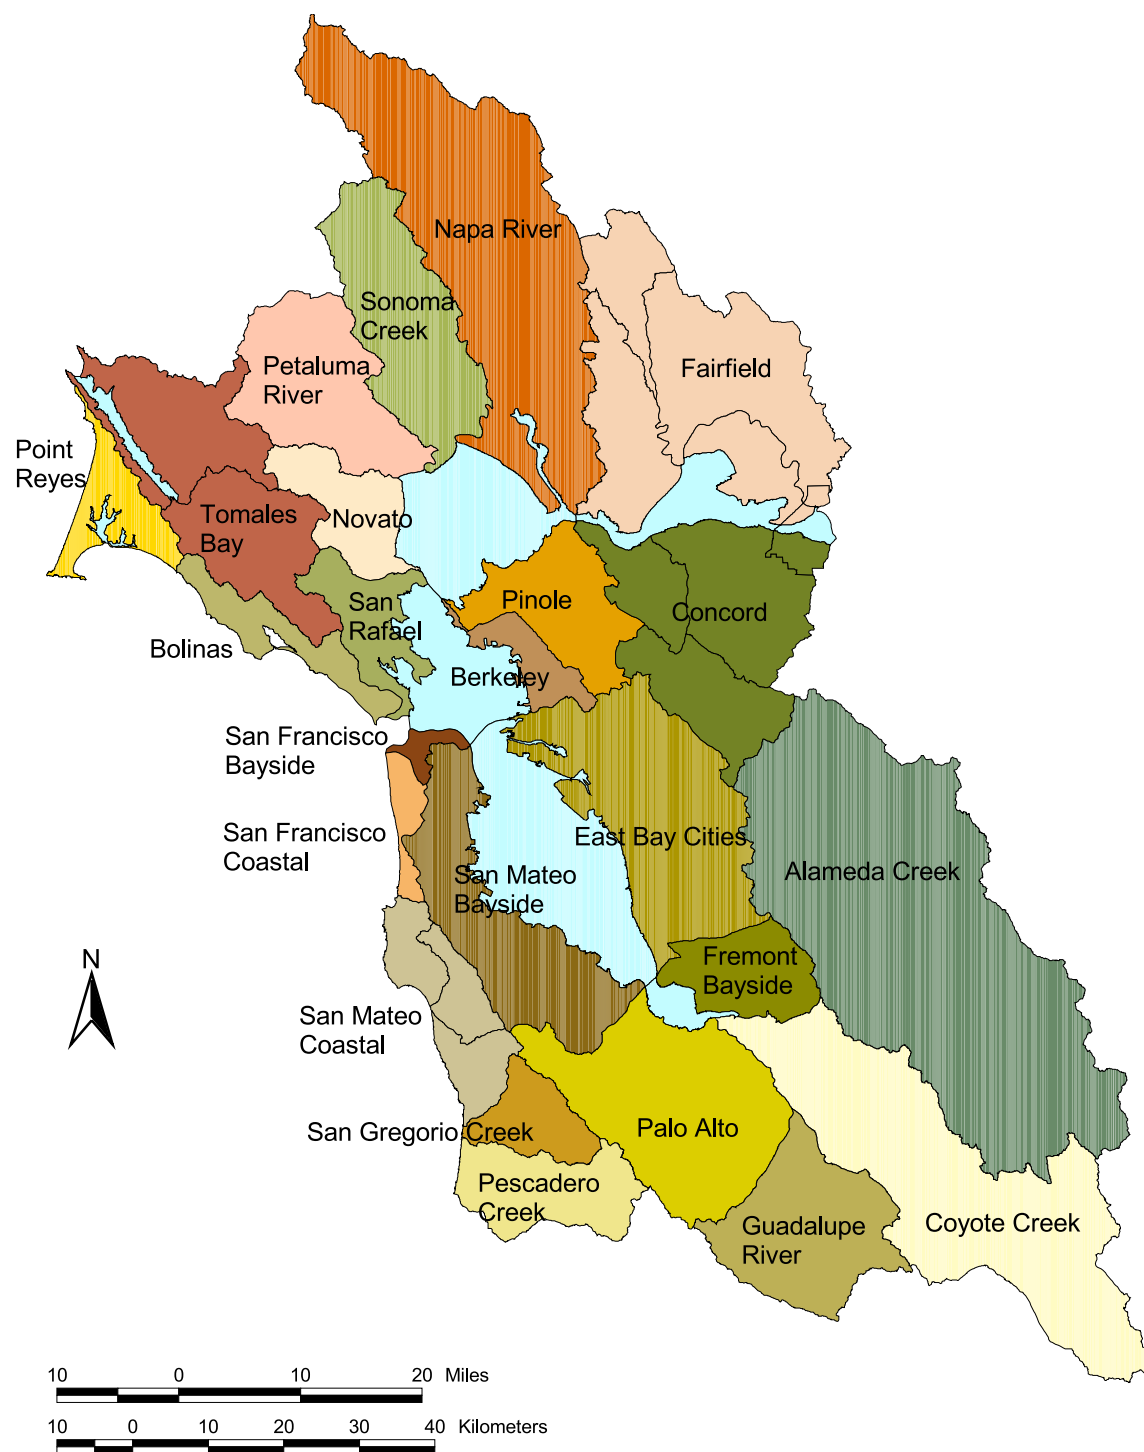 Napa River
Sonoma
Creek
Fairfield
Petaluma
River
Point
Reyes
Tomales
Bay
Novato
San
Rafael
Pinole
Concord
Bolinas
Berkeley
San Francisco
Bayside
San Francisco
Coastal
East Bay Cities
San Mateo
Bayside
Alameda Creek
Fremont
Bayside
N
San Mateo
Coastal
San Gregorio Creek
Palo Alto
Pescadero
Creek
Guadalupe
River
Coyote Creek
10 0 10 20 Miles
10 0 10 20 30 40 Kilometers